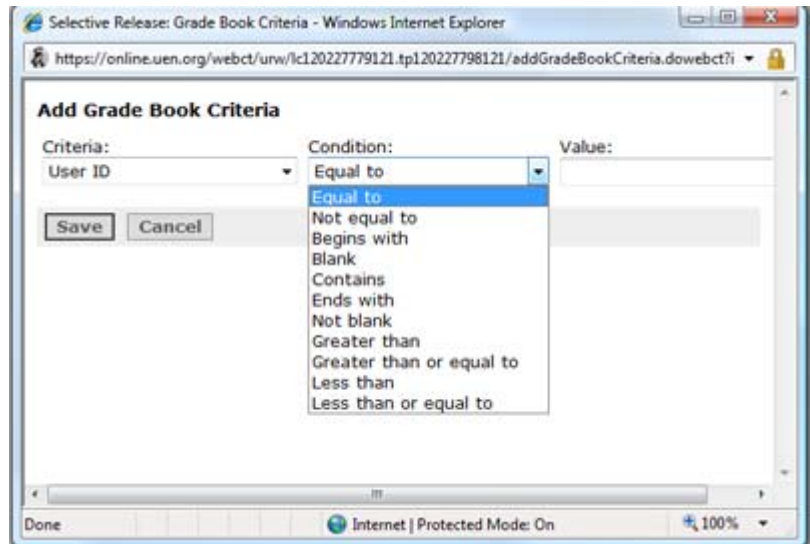 Selective Release: Grade Book Criteria - Windows Internet Explorer
https://online.uen.org/webct/urw/lc120227779121.tp120227798121/addGradeBookCriteria.dowebct?i
Add Grade Book Criteria
Criteria: Condition: Value:
User ID Equal to
Equal to
Not equal to
Save Cancel
Begins with
Blank
Contains
Ends with
Not blank
Greater than
Greater than or equal to
Less than
Less than or equal to
Done Internet | Protected Mode: On 100%